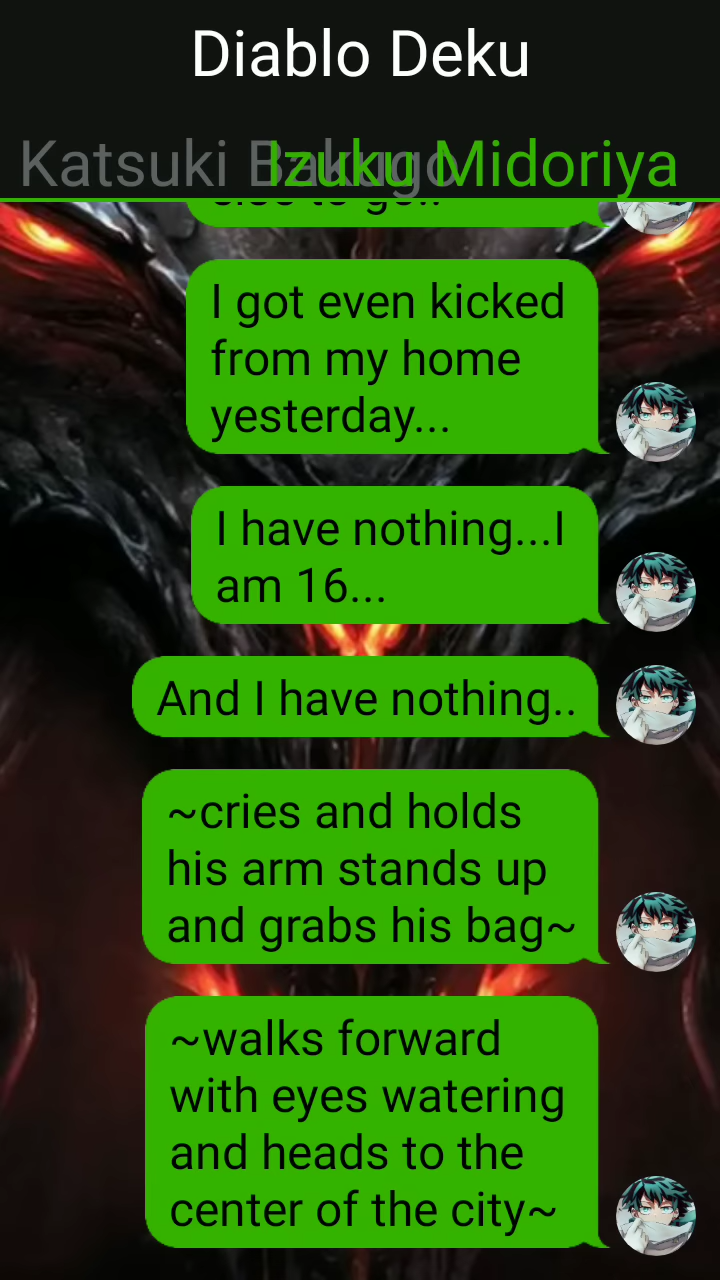 Diablo Deku
Katsuki Bakugo Izuku Midoriya
I got even kicked
from my home
yesterday...
I have nothing...I
am 16...
And I have nothing..
~cries and holds
his arm stands up
and grabs his bag~
~walks forward
with eyes watering
and heads to the
center of the city~